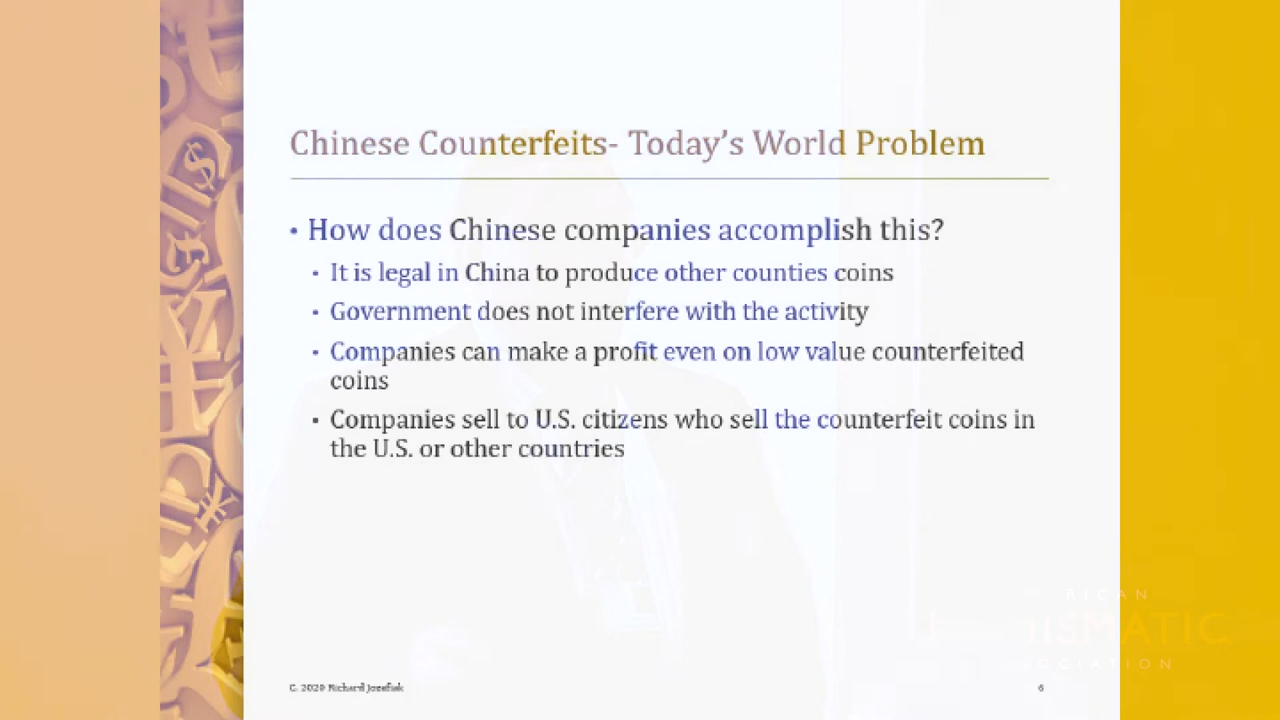 Chinese Counterfeits- Today's World Problem
• How does Chinese companies accomplish this?
• It is legal in China to produce other counties coins
• Government does not interfere with the activity
• Companies can make a profit even on low value counterfeited
coins
• Companies sell to U.S. citizens who sell the counterfeit coins in
the U.S. or other countries
C. 2020 Richard Jozefiak
6